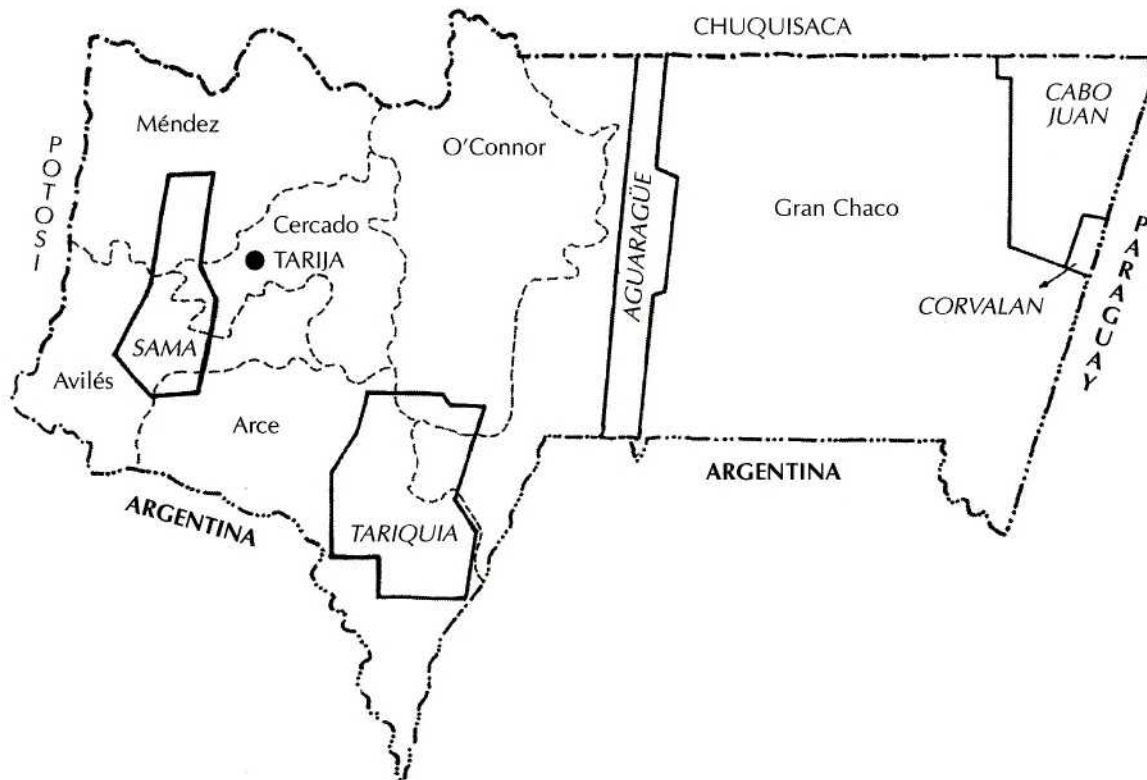 CHUQUISACA
Méndez
O'Connor
CABO
JUAN
POTOSI
Cercado
TARIJA
AGUARAGÜE
Gran Chaco
PARAGUAY
CORVALAN
SAMA
Avilés
Arce
ARGENTINA
ARGENTINA
TARIQUIA